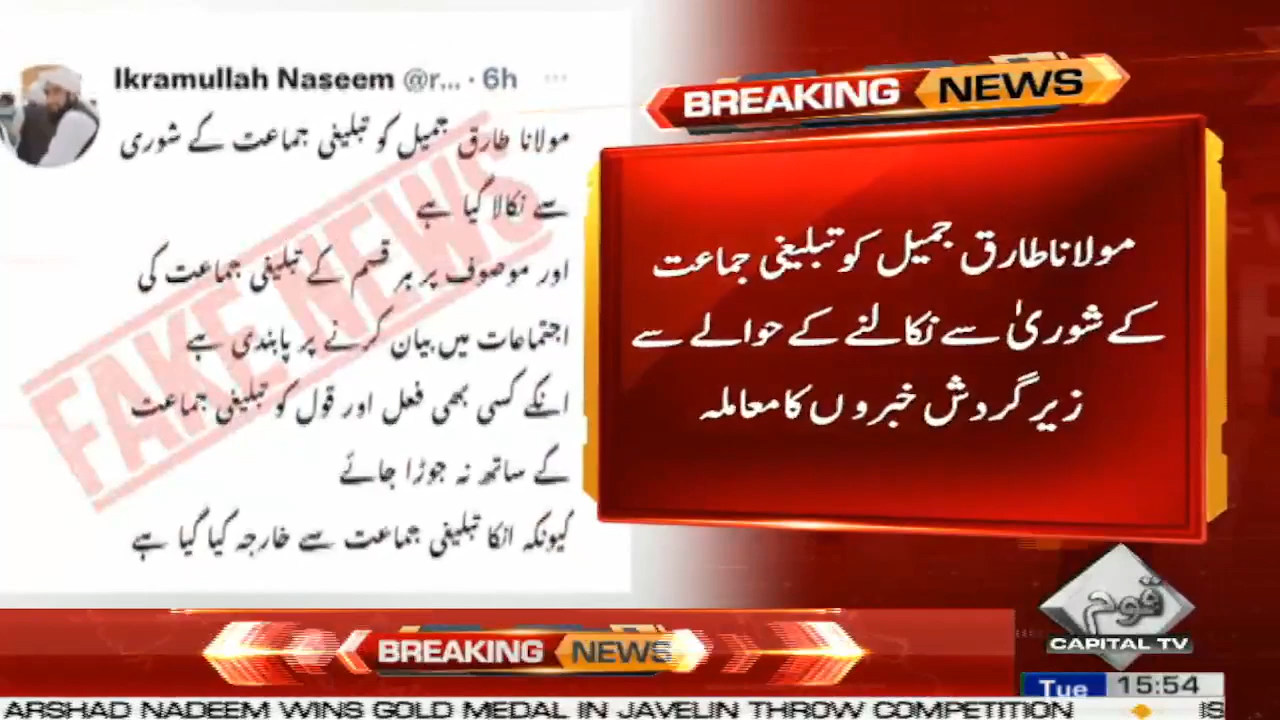 Ikramullah Naseem @r... · 6h ...
مولانا طارق جمیل کو تبلیغی جماعت کے شوری
سے نکالا گیا ہے
اور موصوف پر ہر قسم کے تبلیغی جماعت کی
اجتماعات میں بیان کرنے پر پابندی ہے
انکے کسی بھی فعل اور قول کو تبلیغی جماعت
کے ساتھ نہ جوڑا جائے
کیونکہ انکا تبلیغی جماعت سے خارجہ کیا گیا ہے
FAKE NEWS
BREAKING NEWS
مولانا طارق جمیل کو تبلیغی جماعت
کے شوریٰ سے نکالنے کے حوالے سے
زیر گردش خبروں کا معاملہ
BREAKING NEWS
قوم
CAPITAL TV
Tue 15:54
ARSHAD NADEEM WINS GOLD MEDAL IN JAVELIN THROW COMPETITION IS